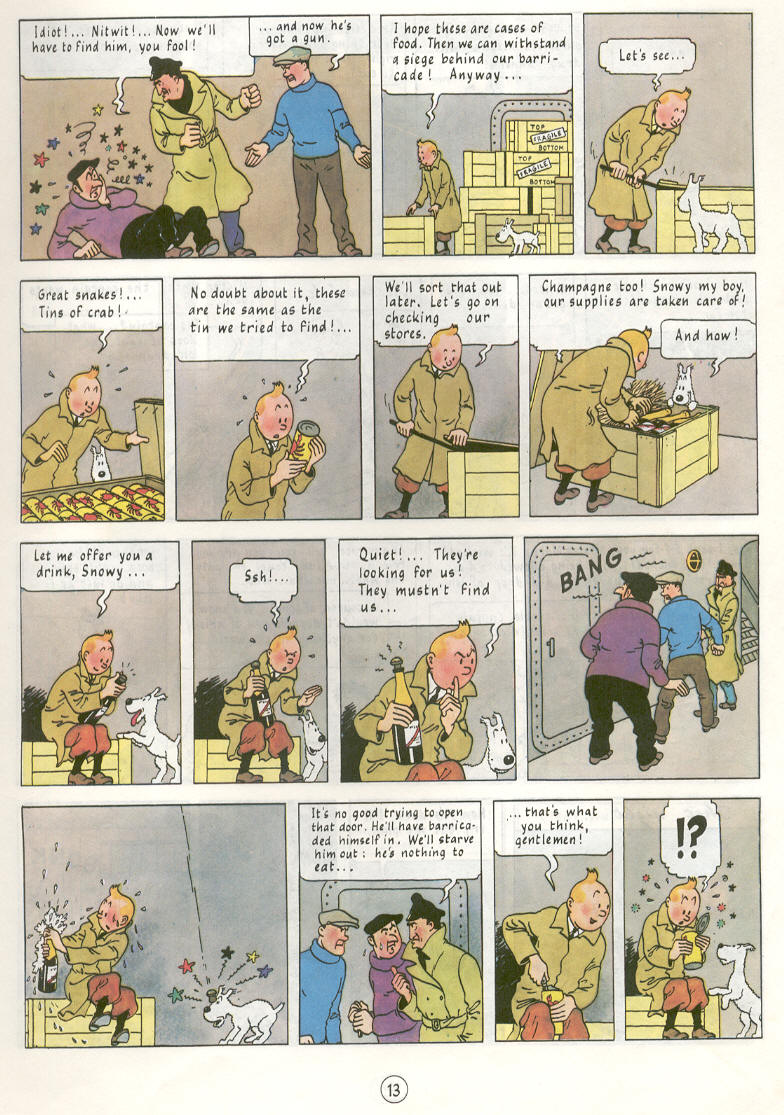 Idiot!... Nitwit!... Now we'll
have to find him, you fool!
...and now he's
got a gun.
I hope these are cases of
food. Then we can withstand
a siege behind our barri-
cade! Anyway...
TOP
FRAGILE
BOTTOM
TOP
FRAGILE
BOTTOM
Let's see...
Great snakes!...
Tins of crab!
No doubt about it, these
are the same as the
tin we tried to find!...
We'll sort that out
later. Let's go on
checking our
stores.
Champagne too! Snowy my boy,
our supplies are taken care of!
And how!
Let me offer you a
drink, Snowy...
Ssh!...
Quiet!... They're
looking for us!
They mustn't find
us...
BANG
It's no good trying to open
that door. He'll have barrica-
ded himself in. We'll starve
him out: he's nothing to
eat...
...that's what
you think,
gentlemen!
!?
13